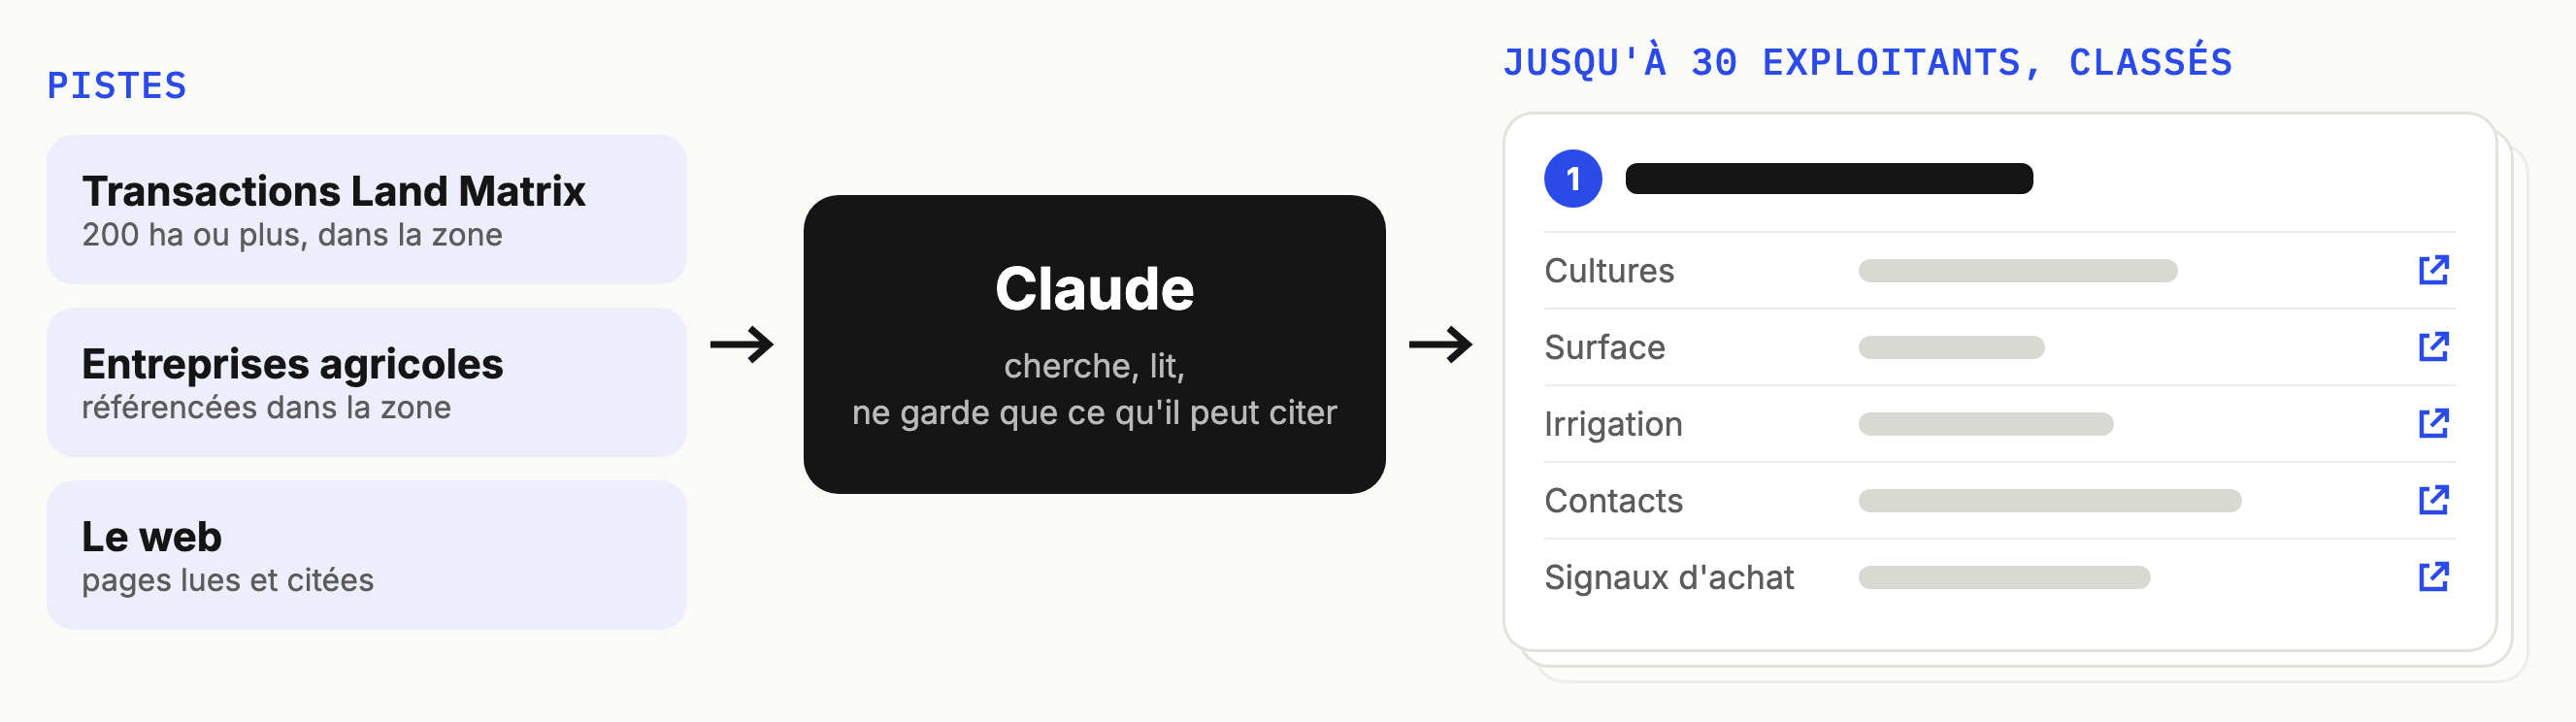 PISTES
Transactions Land Matrix
200 ha ou plus, dans la zone
Entreprises agricoles
référencées dans la zone
Le web
pages lues et citées
Claude
cherche, lit,
ne garde que ce qu'il peut citer
JUSQU'À 30 EXPLOITANTS, CLASSÉS
1
Cultures
Surface
Irrigation
Contacts
Signaux d'achat